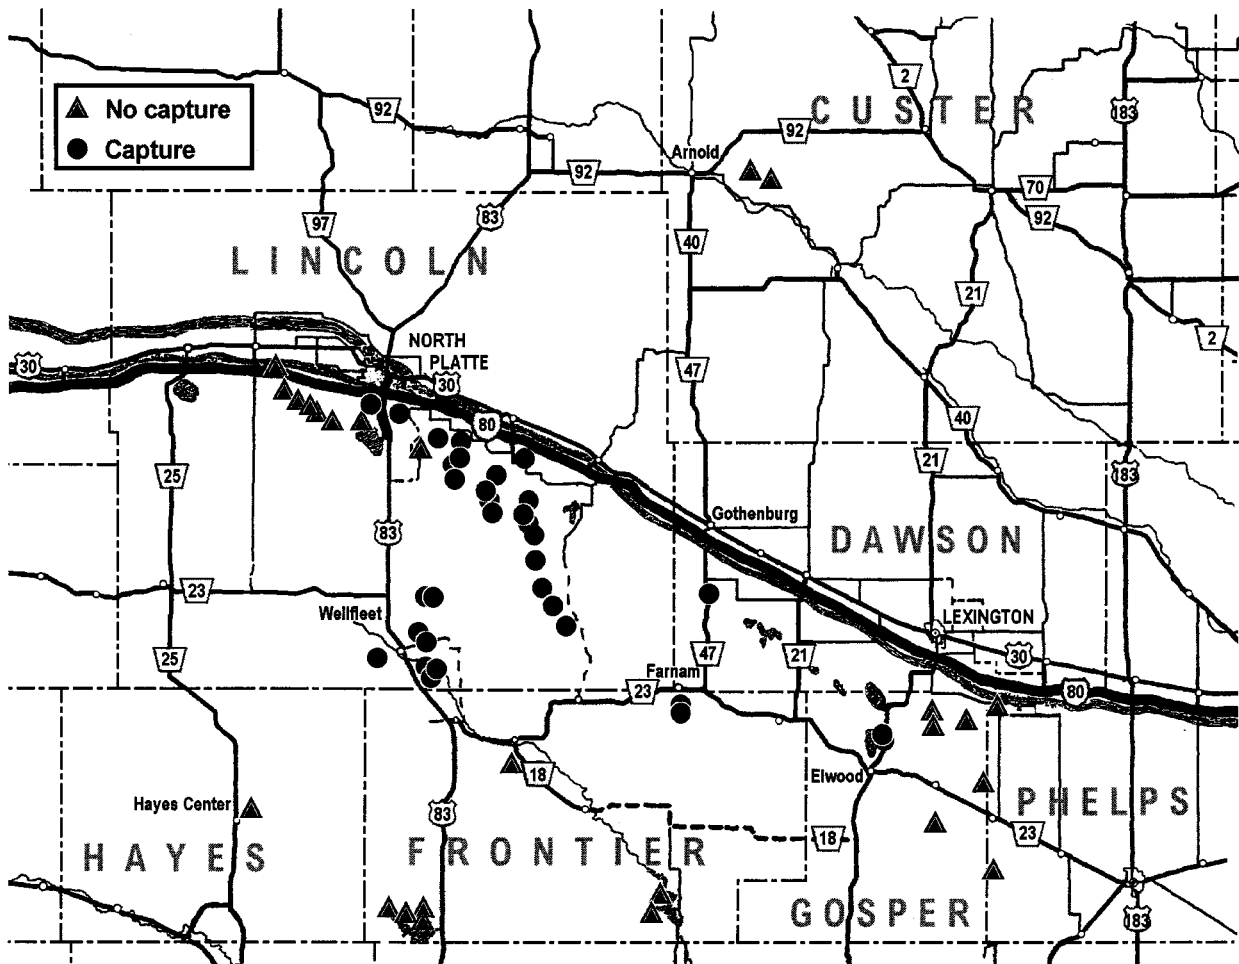 No capture
Capture
2
CUSTER
183
92
92
Arnold
92
70
92
97
83
40
LINCOLN
21
2
NORTH
PLATTE
30
30
47
80
40
25
21
183
83
Gothenburg
DAWSON
23
Wellfleet
LEXINGTON
25
47
21
30
Farnam
23
80
18
Elwood
Hayes Center
83
PHELPS
18
23
HAYES
FRONTIER
GOSPER
183